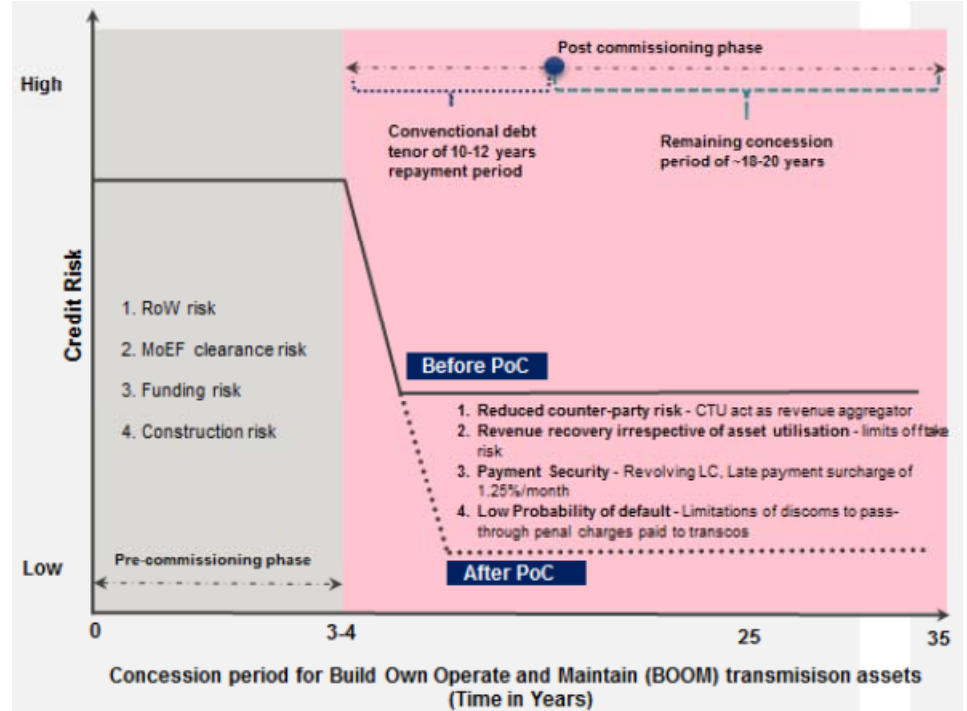 Post commissioning phase
High
Convenctional debt
tenor of 10-12 years
repayment period
Remaining concession
period of ~18-20 years
Credit Risk
1. RoW risk
2. MoEF clearance risk
3. Funding risk
4. Construction risk
Before PoC
1. Reduced counter-party risk - CTU act as revenue aggregator
2. Revenue recovery irrespective of asset utilisation - limits offtake
risk
3. Payment Security - Revolving LC, Late payment surcharge of
1.25%/month
4. Low Probability of default - Limitations of discoms to pass-
through penal charges paid to transcos
Pre-commissioning phase
Low
After PoC
0
3-4
25
35
Concession period for Build Own Operate and Maintain (BOOM) transmisison assets
(Time in Years)